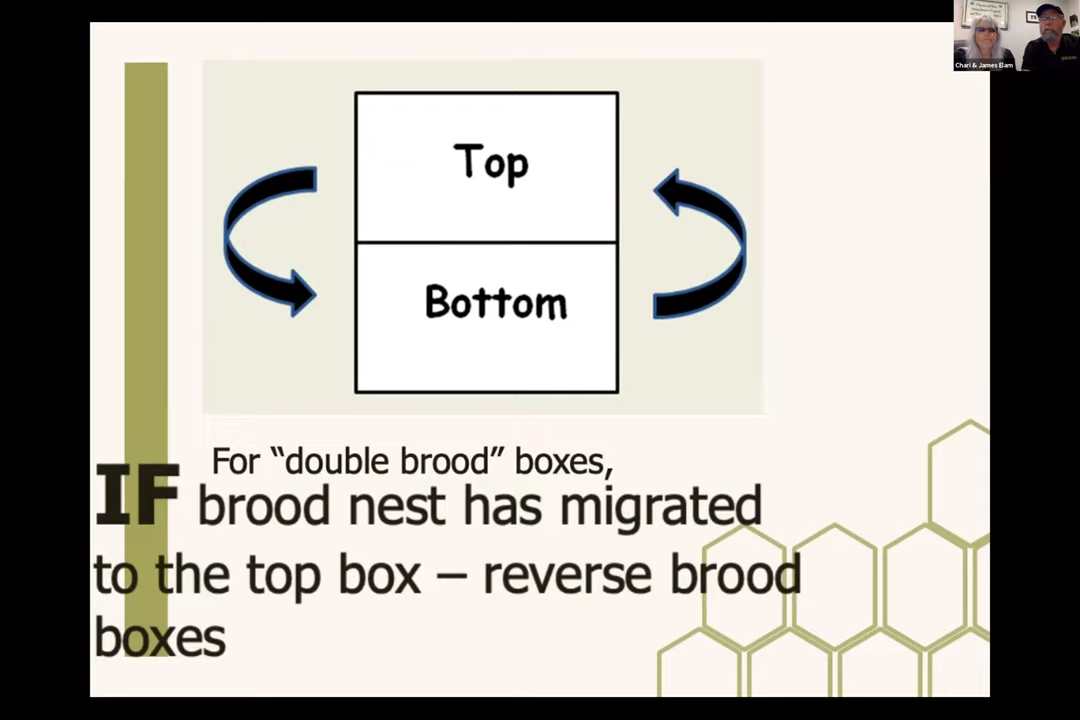 Chari & James Elam
Top
Bottom
For “double brood” boxes,
IF brood nest has migrated
to the top box – reverse brood
boxes